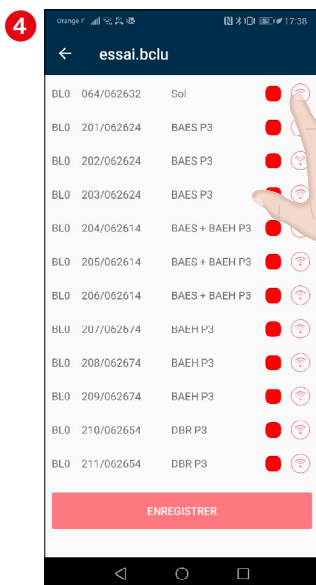 4
Orange F 17:38
essai.bclu
BL0 064/062632 Sol
BL0 201/062624 BAES P3
BL0 202/062624 BAES P3
BL0 203/062624 BAES P3
BL0 204/062614 BAES + BAEH P3
BL0 205/062614 BAES + BAEH P3
BL0 206/062614 BAES + BAEH P3
BL0 207/062674 BAEH P3
BL0 208/062674 BAEH P3
BL0 209/062674 BAEH P3
BL0 210/062654 DBR P3
BL0 211/062654 DBR P3
ENREGISTRER